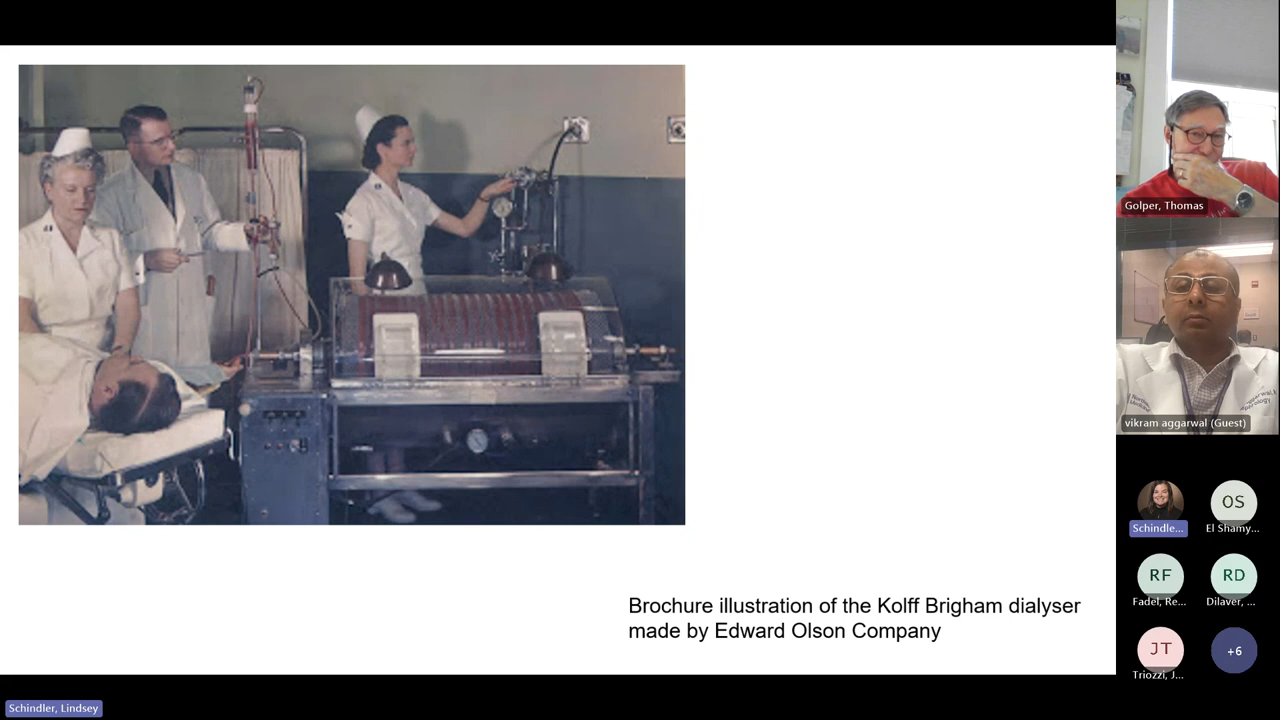 Brochure illustration of the Kolff Brigham dialyser
made by Edward Olson Company
Golper, Thomas
vikram aggarwal (Guest)
Schindle...
OS
El Shamy...
RF
Fadel, Re...
RD
Dilaver, ...
JT
Triozzi, J...
+6
Schindler, Lindsey